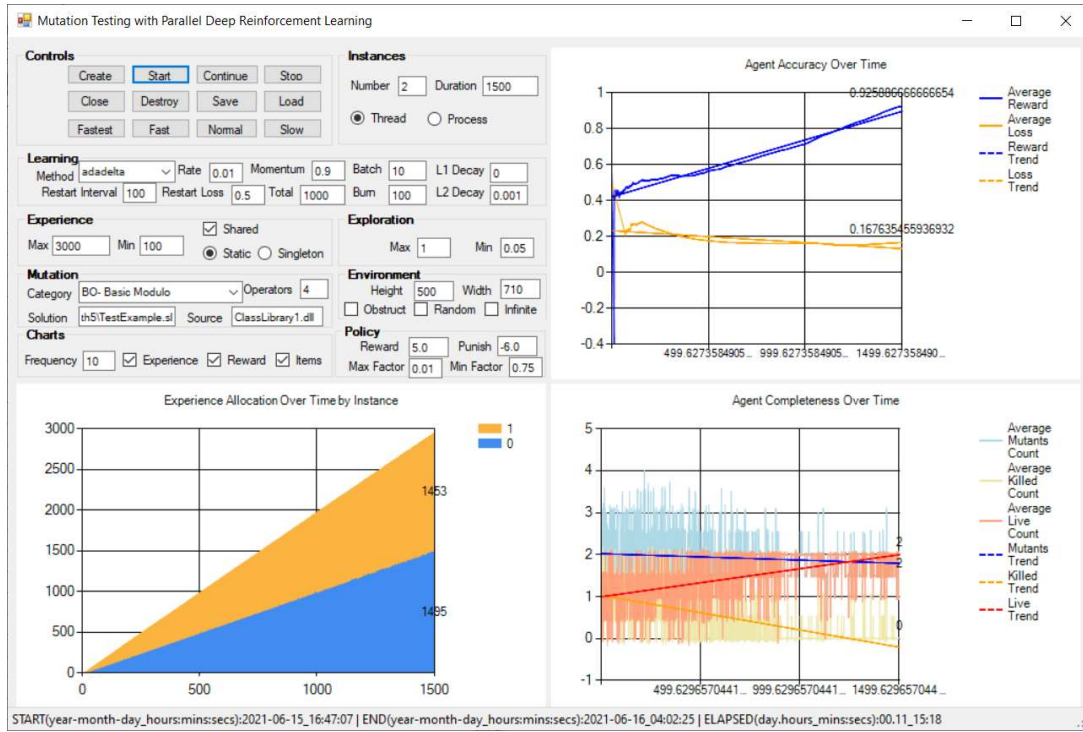 Mutation Testing with Parallel Deep Reinforcement Learning
Controls
Create Start Continue Stop
Close Destroy Save Load
Fastest Fast Normal Slow
Instances
Number 2 Duration 1500
Thread Process
Learning
Method adadelta Rate 0.01 Momentum 0.9 Batch 10 L1 Decay 0
Restart Interval 100 Restart Loss 0.5 Total 1000 Burn 100 L2 Decay 0.001
Experience
Shared
Max 3000 Min 100 Static Singleton
Exploration
Max 1 Min 0.05
Mutation
Category BO- Basic Modulo Operators 4
Solution th5\TestExample.sl Source ClassLibrary1.dll
Environment
Height 500 Width 710
Obstruct Random Infinite
Charts
Frequency 10 Experience Reward Items
Policy
Reward 5.0 Punish -6.0
Max Factor 0.01 Min Factor 0.75
Agent Accuracy Over Time
1
0.8
0.6
0.4
0.2
0
-0.2
-0.4
0.925886666666654
0.167635455936932
499.6273584905... 999.6273584905... 1499.627358490...
Average
Reward
Average
Loss
Reward
Trend
Loss
Trend
Experience Allocation Over Time by Instance
3000
2500
2000
1500
1000
500
0
1453
1495
0 500 1000 1500
1
0
Agent Completeness Over Time
5
4
3
2
1
0
-1
2
2
0
499.6296570441... 999.6296570441... 1499.629657044...
Average
Mutants
Count
Average
Killed
Count
Average
Live
Count
Mutants
Trend
Killed
Trend
Live
Trend
START(year-month-day_hours:mins:secs):2021-06-15_16:47:07 | END(year-month-day_hours:mins:secs):2021-06-16_04:02:25 | ELAPSED(day.hours_mins:secs):00.11_15:18